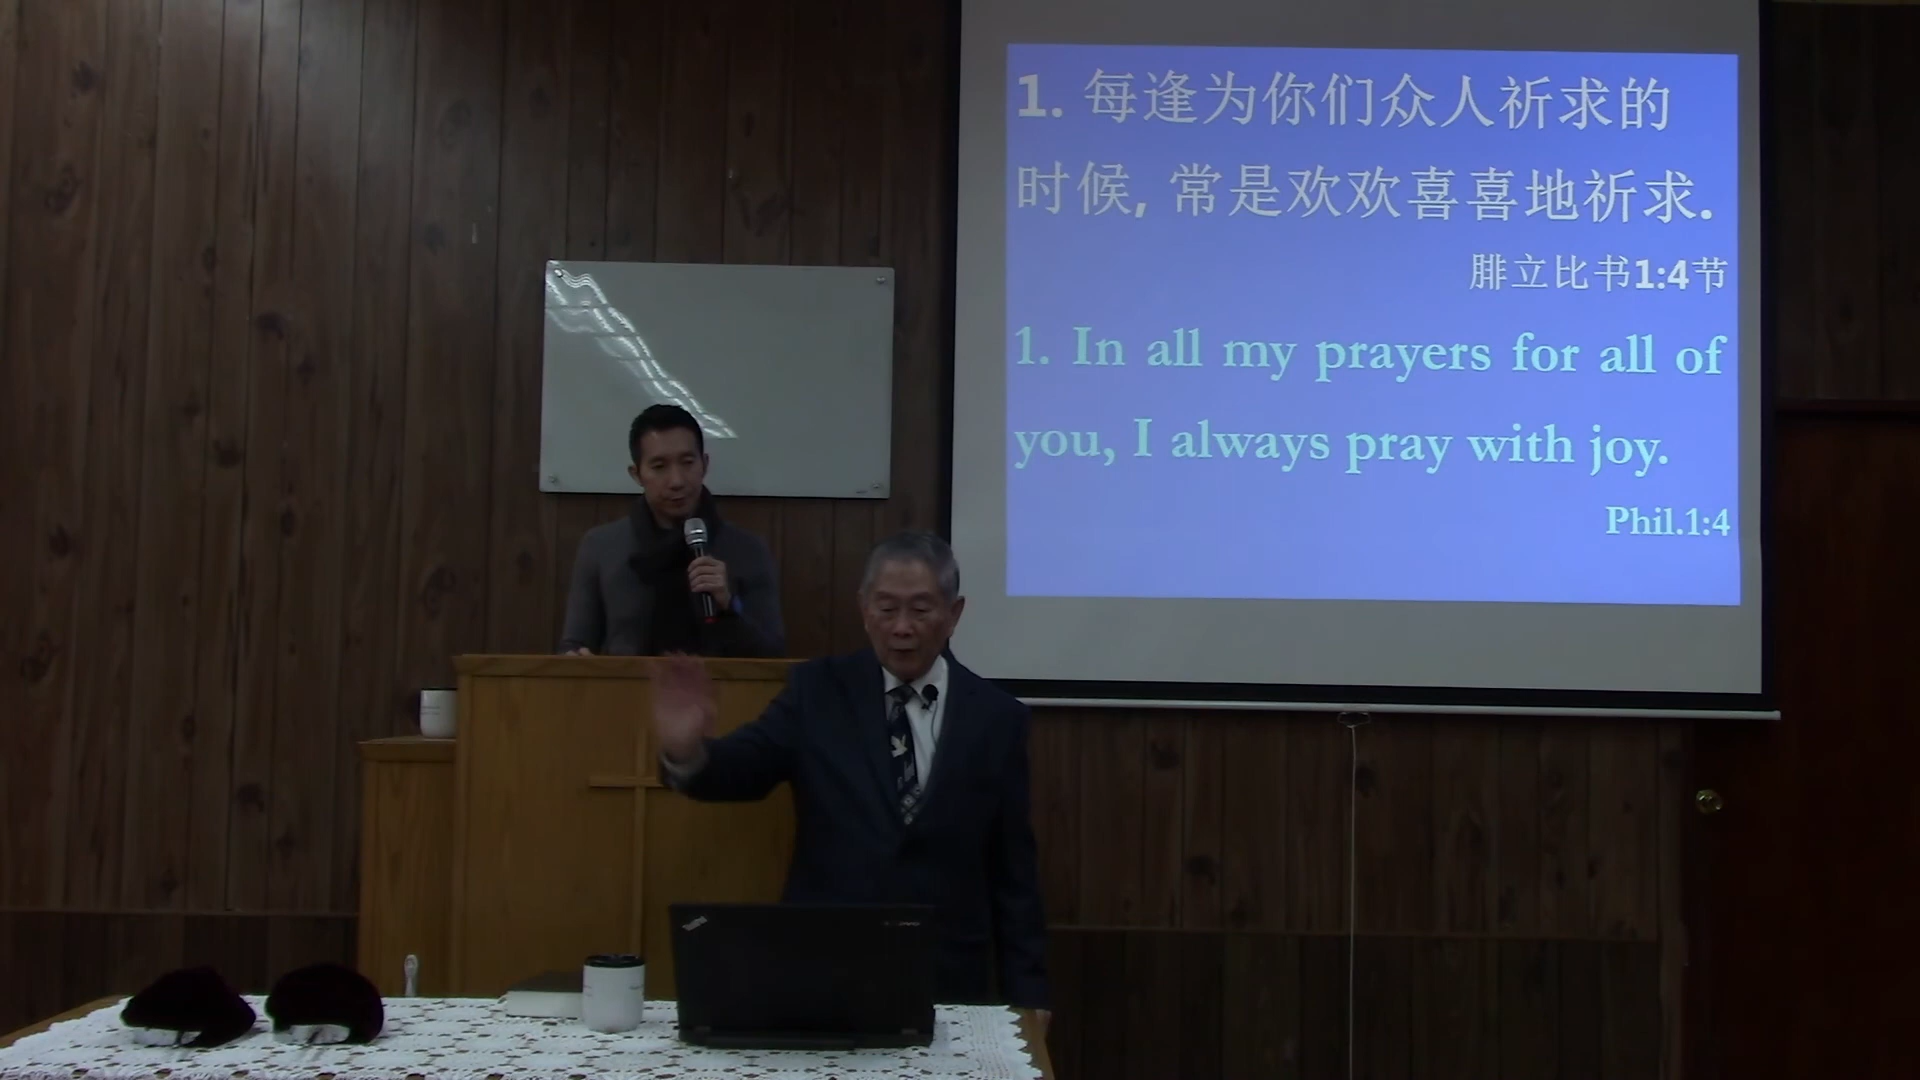 1. 每逢为你们众人祈求的
时候, 常是欢欢喜喜地祈求.
腓立比书1:4节
1. In all my prayers for all of
you, I always pray with joy.
Phil.1:4
ThinkPad
lenovo